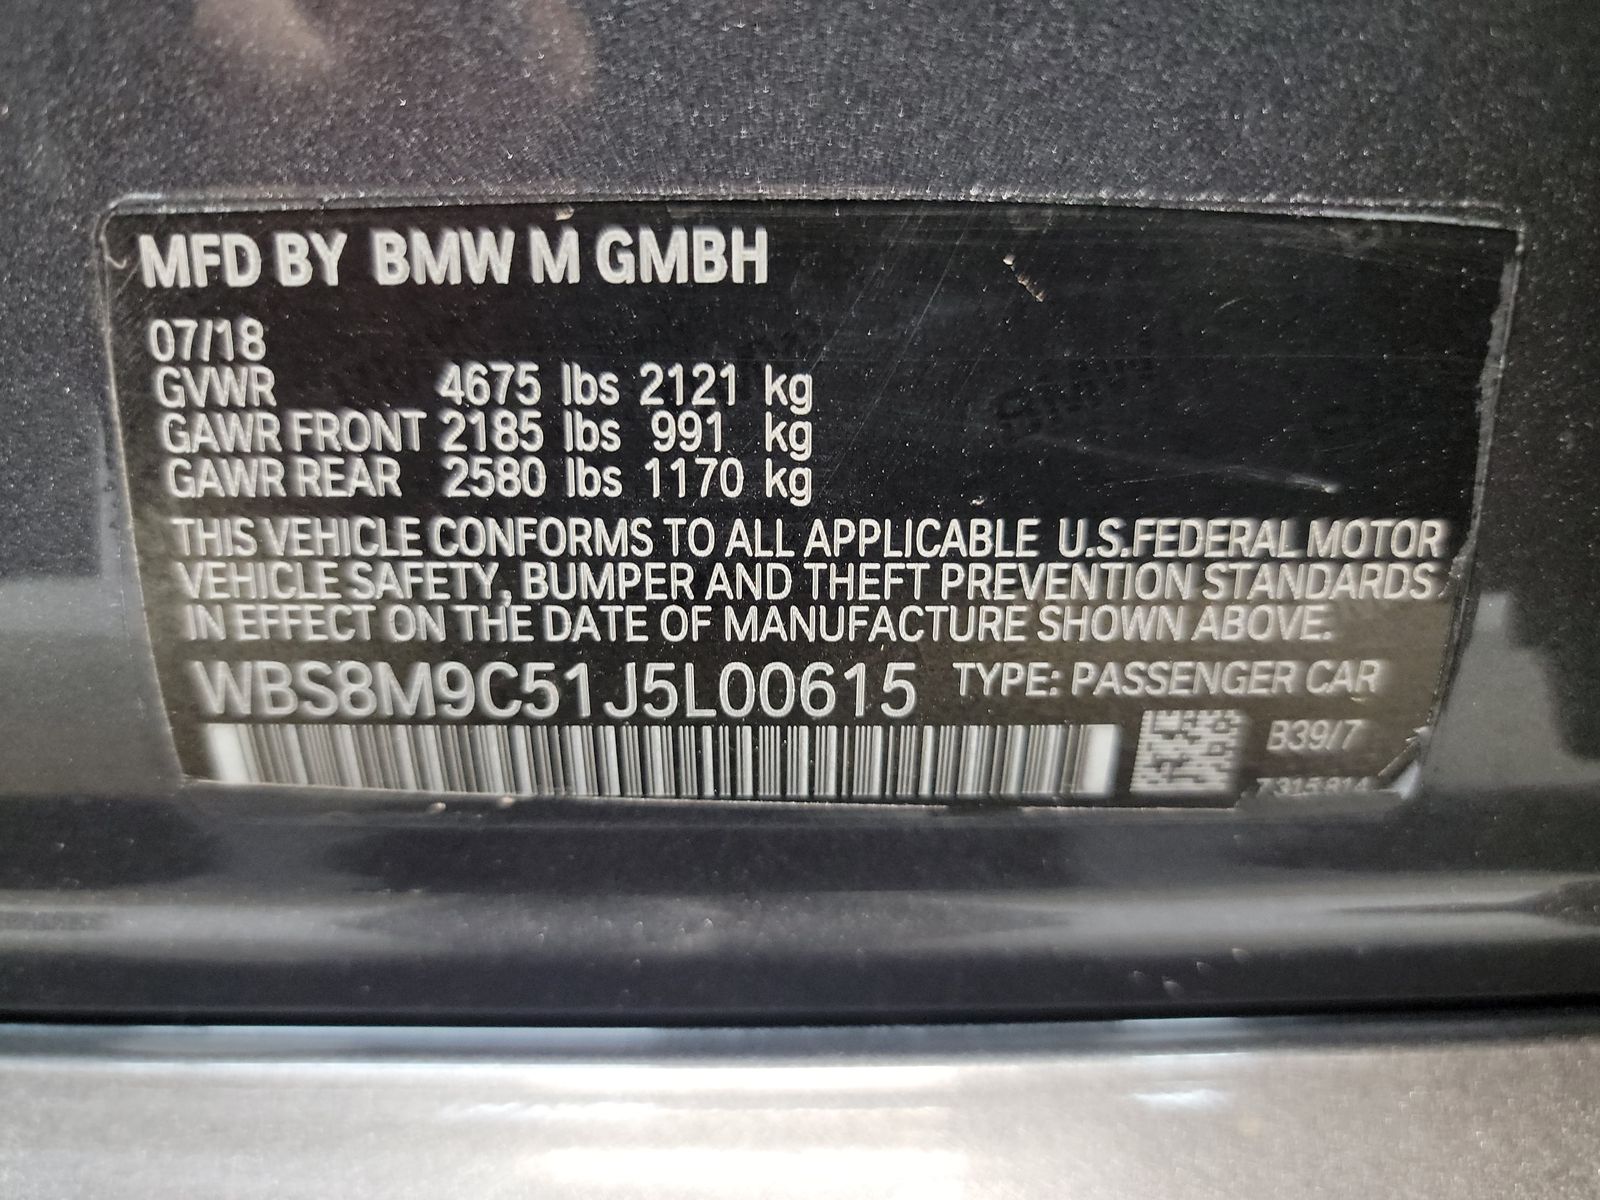 MFD BY BMW M GMBH
07/18
GVWR 4675 lbs 2121 kg
GAWR FRONT 2185 lbs 991 kg
GAWR REAR 2580 lbs 1170 kg
THIS VEHICLE CONFORMS TO ALL APPLICABLE U.S.FEDERAL MOTOR
VEHICLE SAFETY, BUMPER AND THEFT PREVENTION STANDARDS
IN EFFECT ON THE DATE OF MANUFACTURE SHOWN ABOVE.
WBS8M9C51J5L00615 TYPE: PASSENGER CAR
B39/7